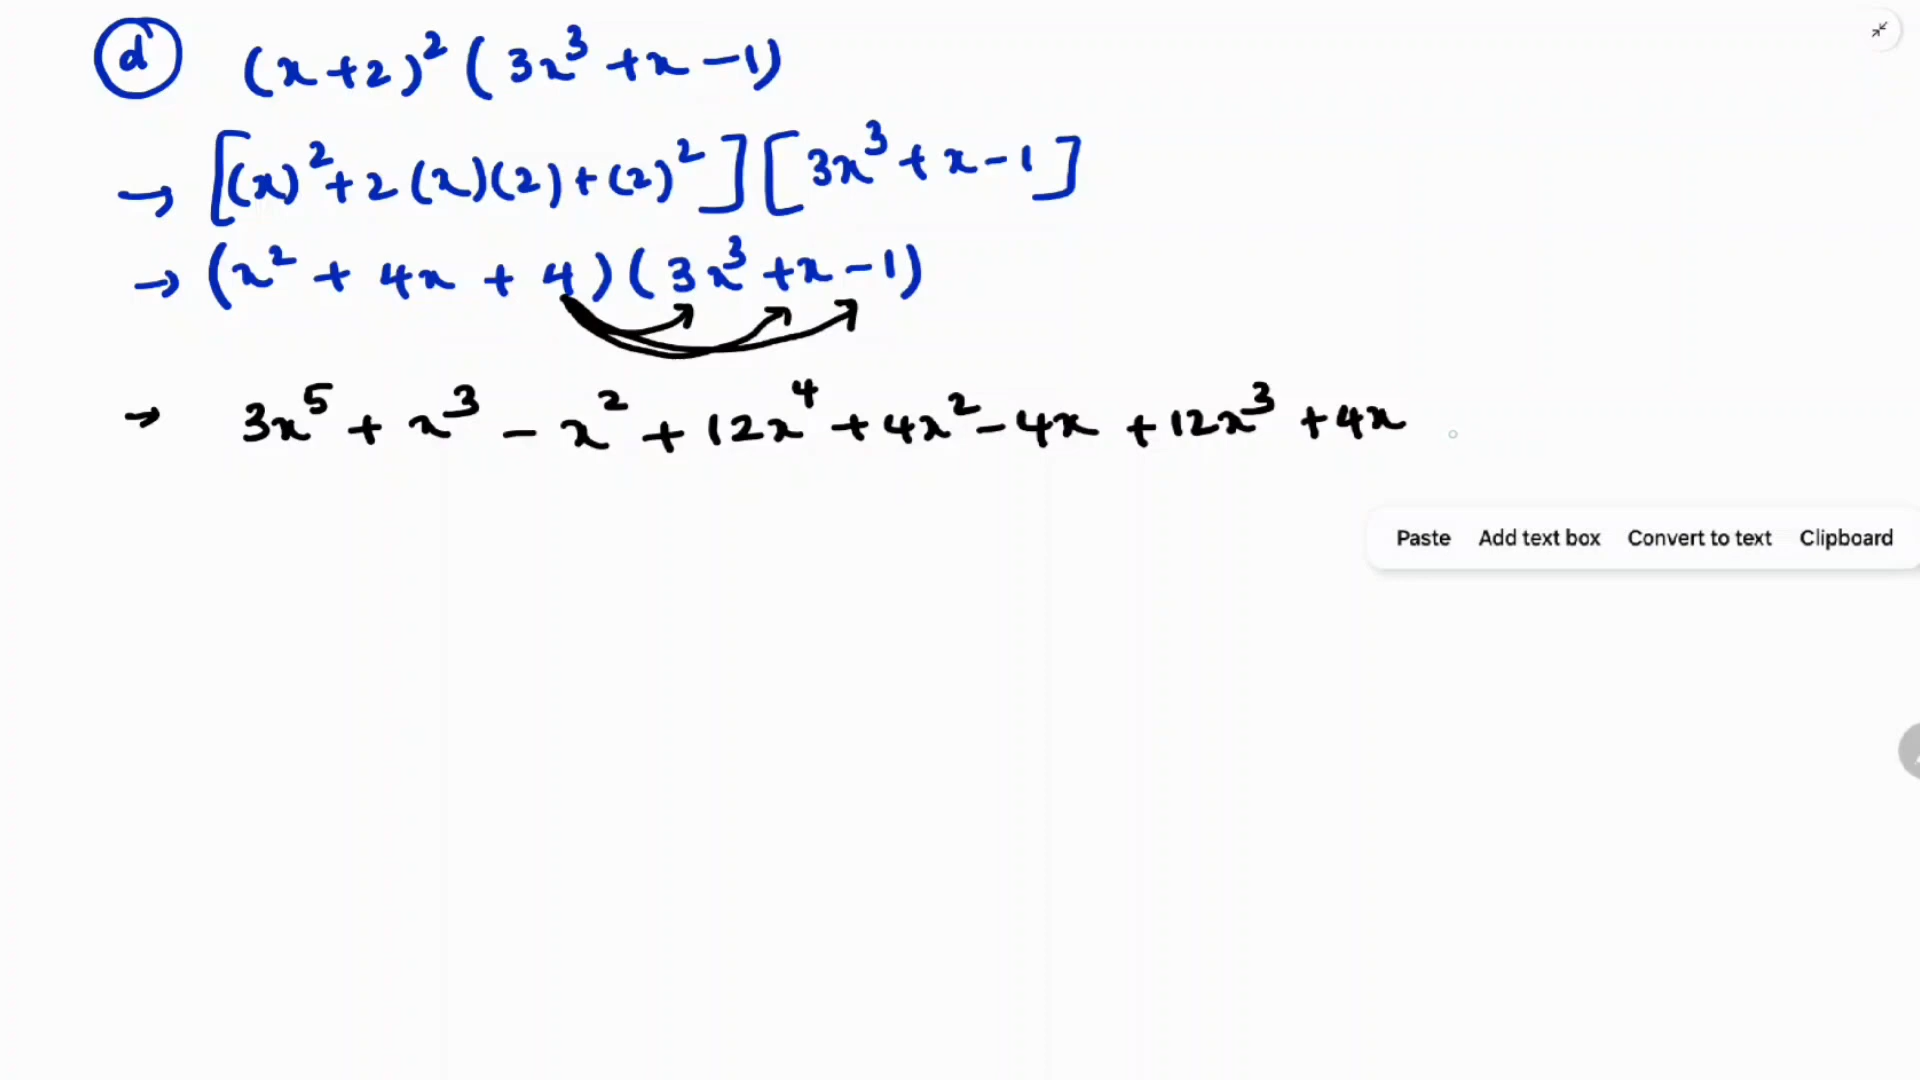 d (x+2)² (3x³+x-1)
→ [(x)²+2(x)(2)+(2)²][3x³+x-1]
→ (x² + 4x + 4)(3x³+x-1)
→ 3x⁵ + x³ - x² + 12x⁴ + 4x² - 4x + 12x³ + 4x
Paste Add text box Convert to text Clipboard